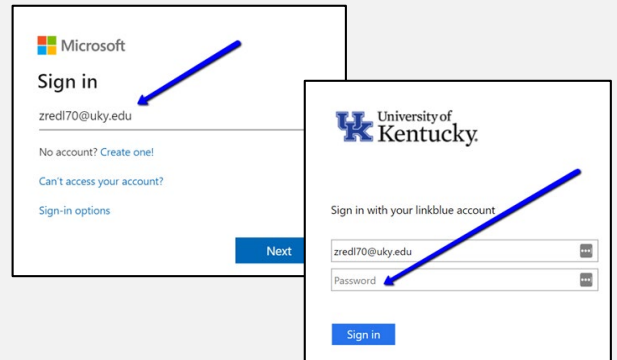 Microsoft
Sign in
zredl70@uky.edu
No account? Create one!
Can't access your account?
Sign-in options
Next
UK
University of
Kentucky.
Sign in with your linkblue account
zredl70@uky.edu
Password
Sign in